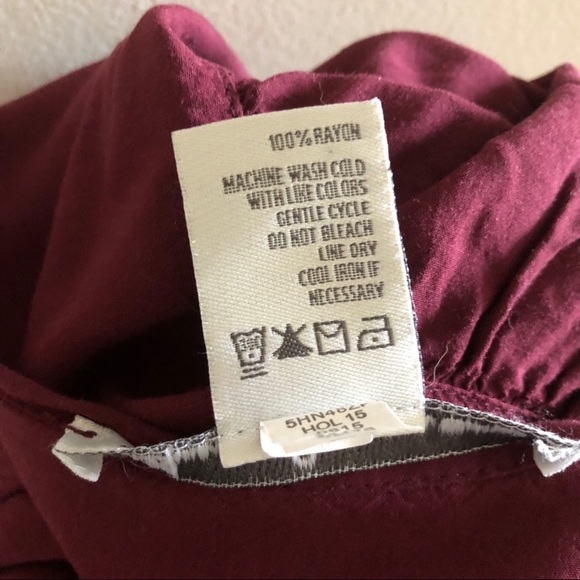 100% RAYON
MACHINE WASH COLD
WITH LIKE COLORS
GENTLE CYCLE
DO NOT BLEACH
LINE DRY
COOL IRON IF
NECESSARY
HOL 15